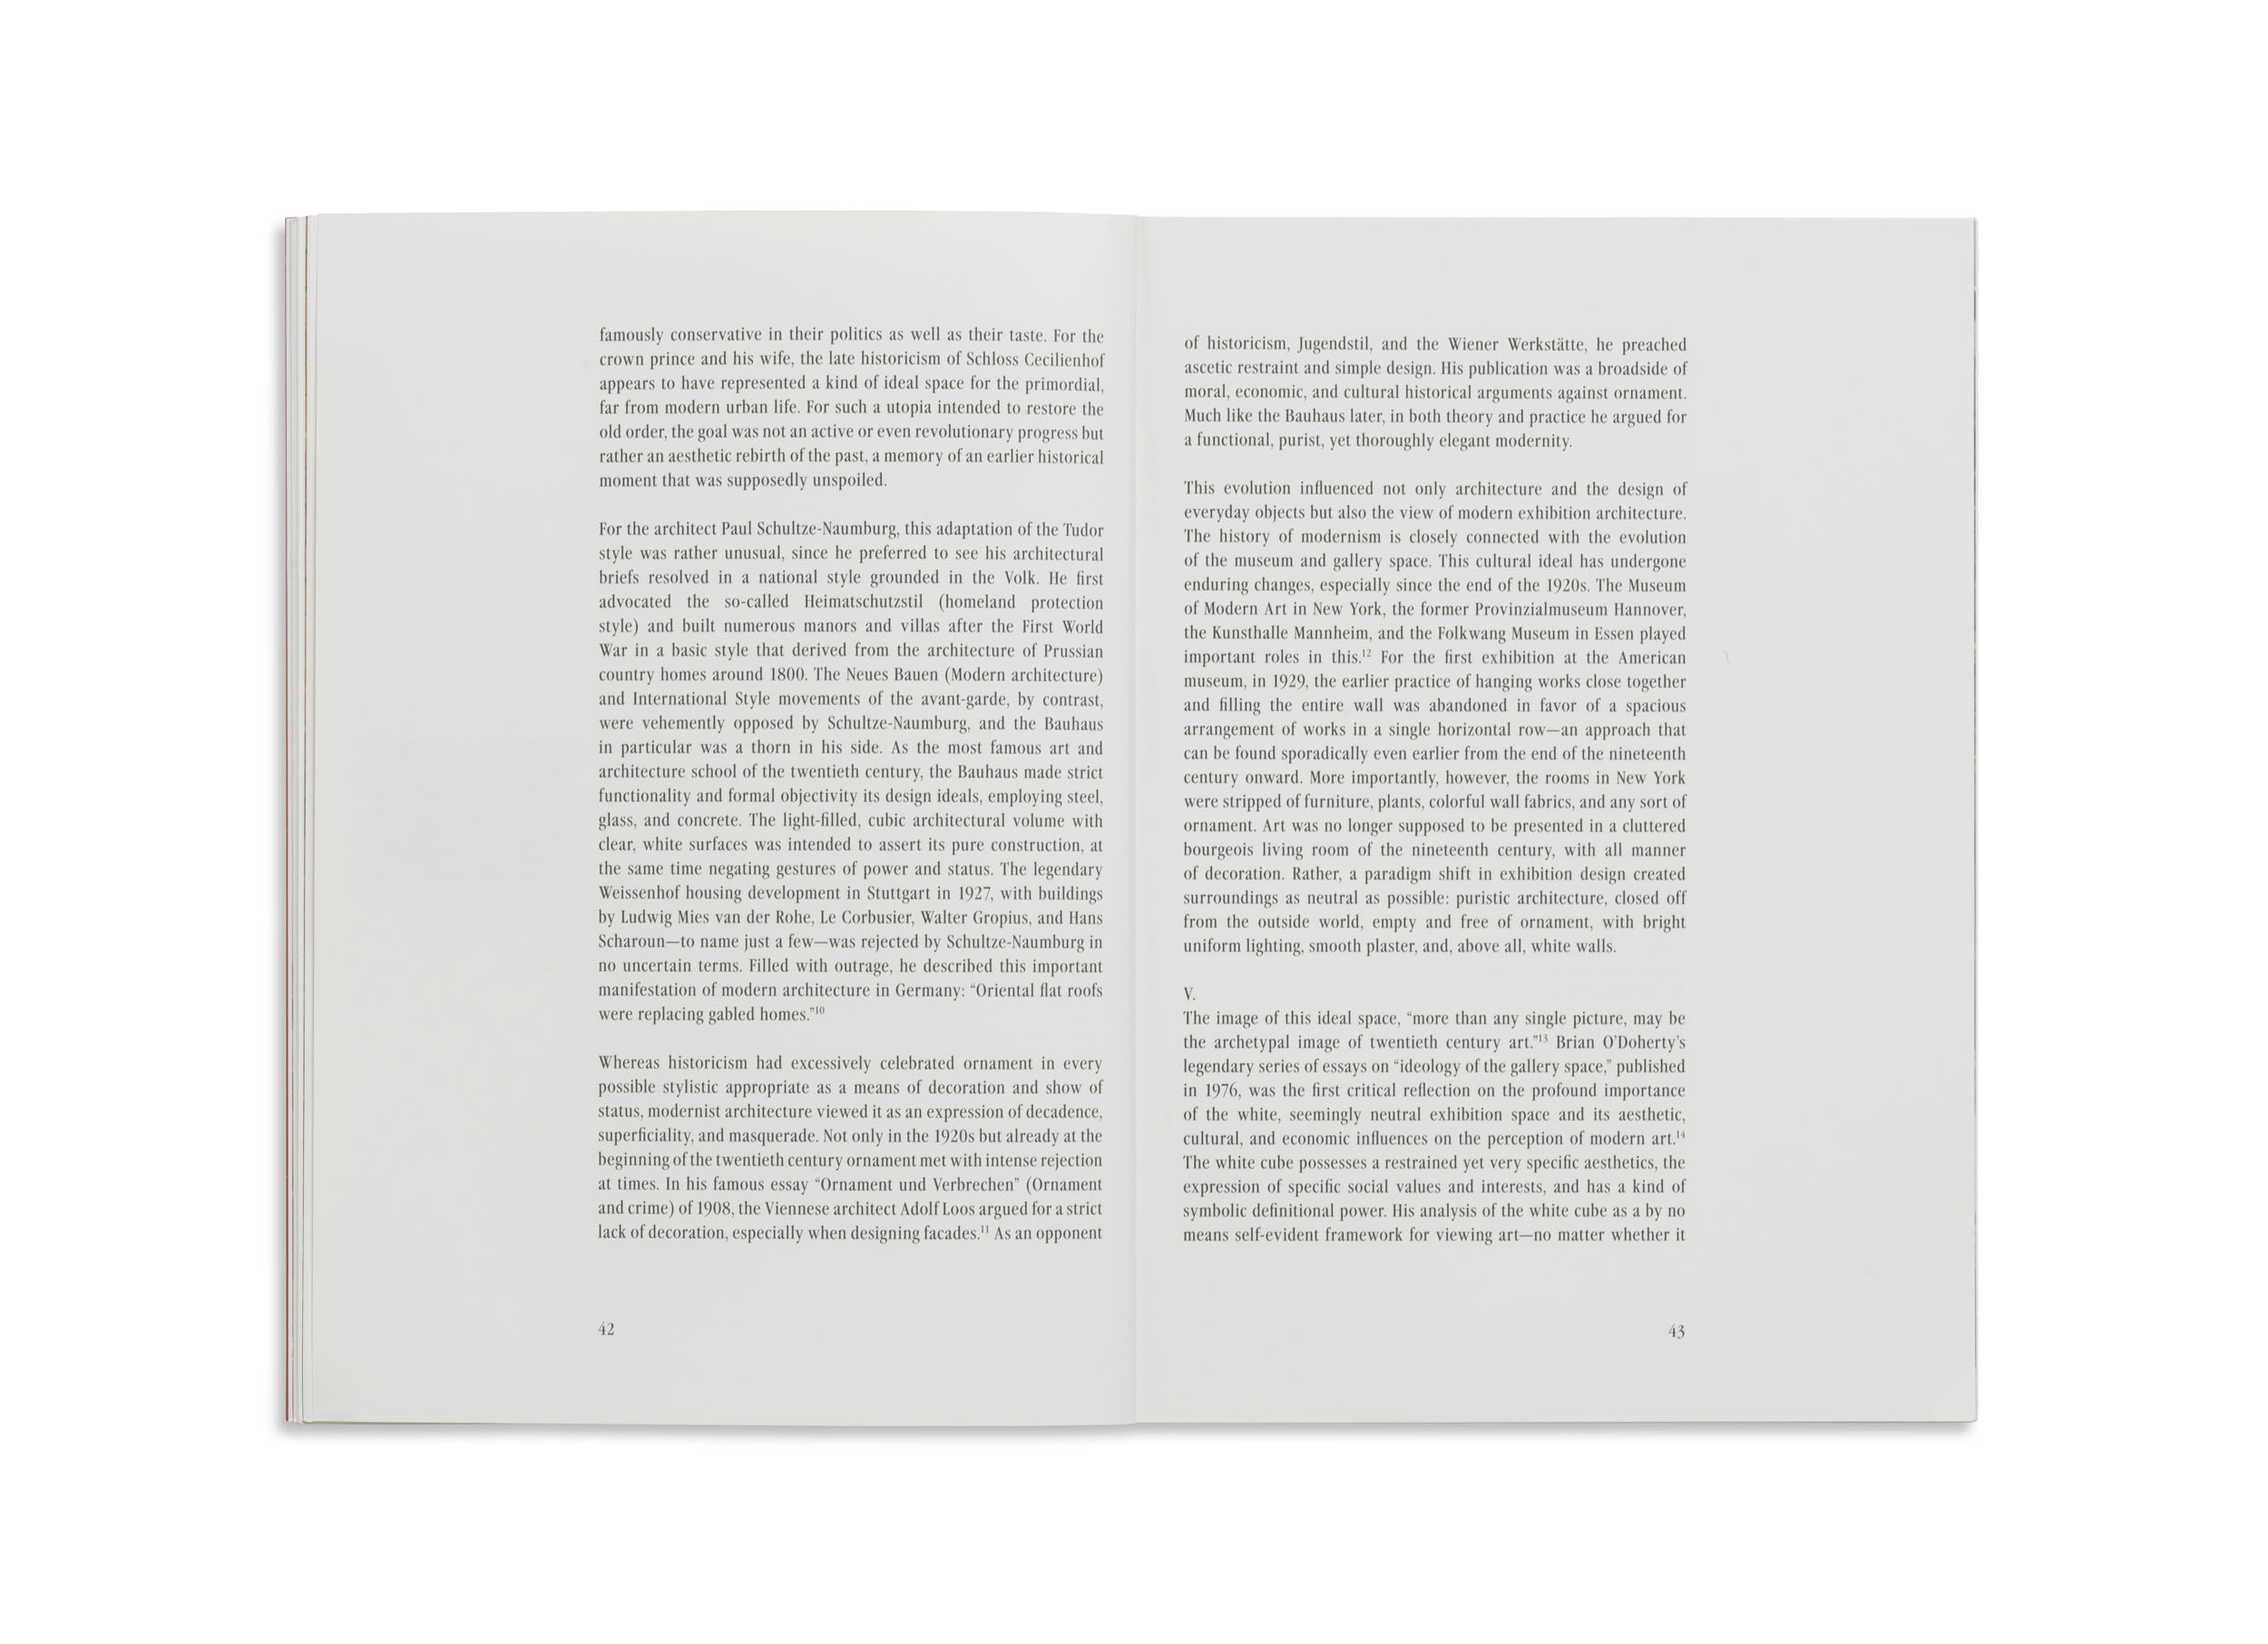 famously conservative in their politics as well as their taste. For the
crown prince and his wife, the late historicism of Schloss Cecilienhof
appears to have represented a kind of ideal space for the primordial,
far from modern urban life. For such a utopia intended to restore the
old order, the goal was not an active or even revolutionary progress but
rather an aesthetic rebirth of the past, a memory of an earlier historical
moment that was supposedly unspoiled.
For the architect Paul Schultze-Naumburg, this adaptation of the Tudor
style was rather unusual, since he preferred to see his architectural
briefs resolved in a national style grounded in the Volk. He first
advocated the so-called Heimatschutzstil (homeland protection
style) and built numerous manors and villas after the First World
War in a basic style that derived from the architecture of Prussian
country homes around 1800. The Neues Bauen (Modern architecture)
and International Style movements of the avant-garde, by contrast,
were vehemently opposed by Schultze-Naumburg, and the Bauhaus
in particular was a thorn in his side. As the most famous art and
architecture school of the twentieth century, the Bauhaus made strict
functionality and formal objectivity its design ideals, employing steel,
glass, and concrete. The light-filled, cubic architectural volume with
clear, white surfaces was intended to assert its pure construction, at
the same time negating gestures of power and status. The legendary
Weissenhof housing development in Stuttgart in 1927, with buildings
by Ludwig Mies van der Rohe, Le Corbusier, Walter Gropius, and Hans
Scharoun—to name just a few—was rejected by Schultze-Naumburg in
no uncertain terms. Filled with outrage, he described this important
manifestation of modern architecture in Germany: “Oriental flat roofs
were replacing gabled homes.”¹⁰
Whereas historicism had excessively celebrated ornament in every
possible stylistic appropriate as a means of decoration and show of
status, modernist architecture viewed it as an expression of decadence,
superficiality, and masquerade. Not only in the 1920s but already at the
beginning of the twentieth century ornament met with intense rejection
at times. In his famous essay “Ornament und Verbrechen” (Ornament
and crime) of 1908, the Viennese architect Adolf Loos argued for a strict
lack of decoration, especially when designing facades.¹¹ As an opponent
42
of historicism, Jugendstil, and the Wiener Werkstätte, he preached
ascetic restraint and simple design. His publication was a broadside of
moral, economic, and cultural historical arguments against ornament.
Much like the Bauhaus later, in both theory and practice he argued for
a functional, purist, yet thoroughly elegant modernity.
This evolution influenced not only architecture and the design of
everyday objects but also the view of modern exhibition architecture.
The history of modernism is closely connected with the evolution
of the museum and gallery space. This cultural ideal has undergone
enduring changes, especially since the end of the 1920s. The Museum
of Modern Art in New York, the former Provinzialmuseum Hannover,
the Kunsthalle Mannheim, and the Folkwang Museum in Essen played
important roles in this.¹² For the first exhibition at the American
museum, in 1929, the earlier practice of hanging works close together
and filling the entire wall was abandoned in favor of a spacious
arrangement of works in a single horizontal row—an approach that
can be found sporadically even earlier from the end of the nineteenth
century onward. More importantly, however, the rooms in New York
were stripped of furniture, plants, colorful wall fabrics, and any sort of
ornament. Art was no longer supposed to be presented in a cluttered
bourgeois living room of the nineteenth century, with all manner
of decoration. Rather, a paradigm shift in exhibition design created
surroundings as neutral as possible: puristic architecture, closed off
from the outside world, empty and free of ornament, with bright
uniform lighting, smooth plaster, and, above all, white walls.
V.
The image of this ideal space, “more than any single picture, may be
the archetypal image of twentieth century art.”¹³ Brian O’Doherty’s
legendary series of essays on “ideology of the gallery space,” published
in 1976, was the first critical reflection on the profound importance
of the white, seemingly neutral exhibition space and its aesthetic,
cultural, and economic influences on the perception of modern art.¹⁴
The white cube possesses a restrained yet very specific aesthetics, the
expression of specific social values and interests, and has a kind of
symbolic definitional power. His analysis of the white cube as a by no
means self-evident framework for viewing art—no matter whether it
43